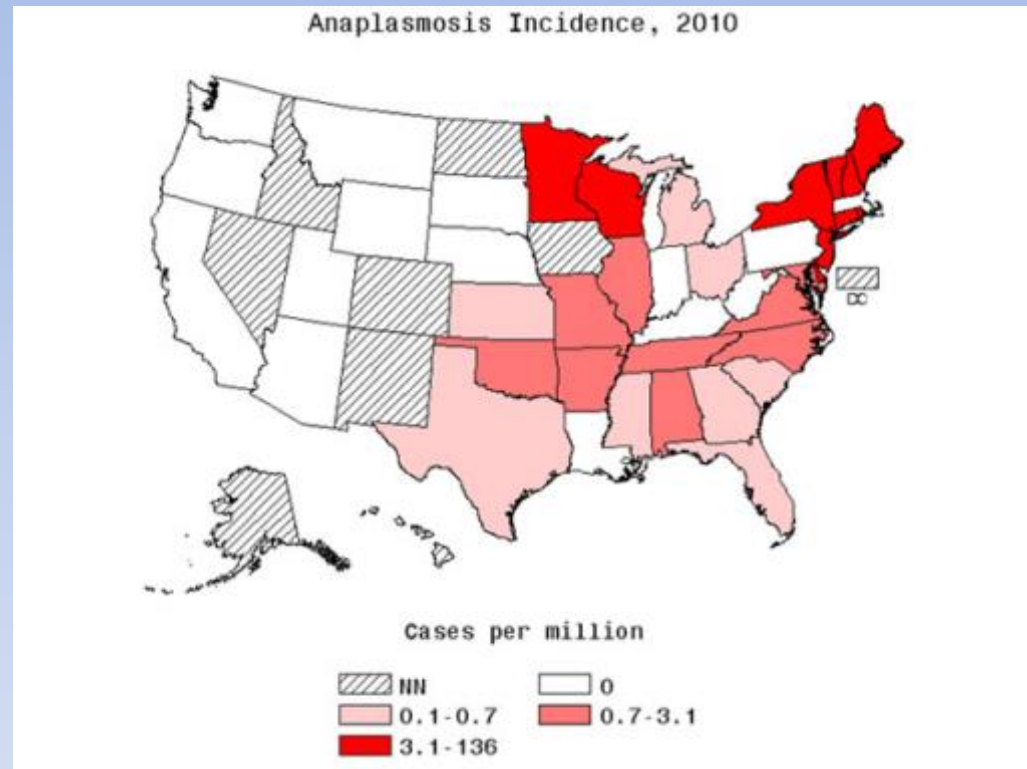 Anaplasmosis Incidence, 2010
DC
Cases per million
NN
0
0.1-0.7
0.7-3.1
3.1-136